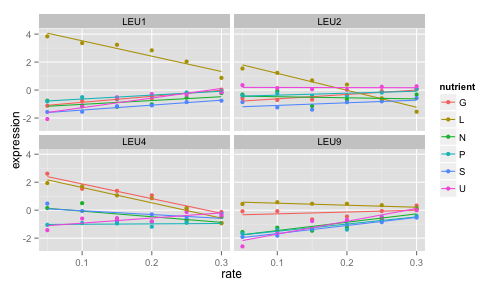 LEU1
LEU2
4
2
0
-2
LEU4
LEU9
4
2
0
-2
0.1
0.2
0.3
0.1
0.2
0.3
expression
rate
nutrient
G
L
N
P
S
U